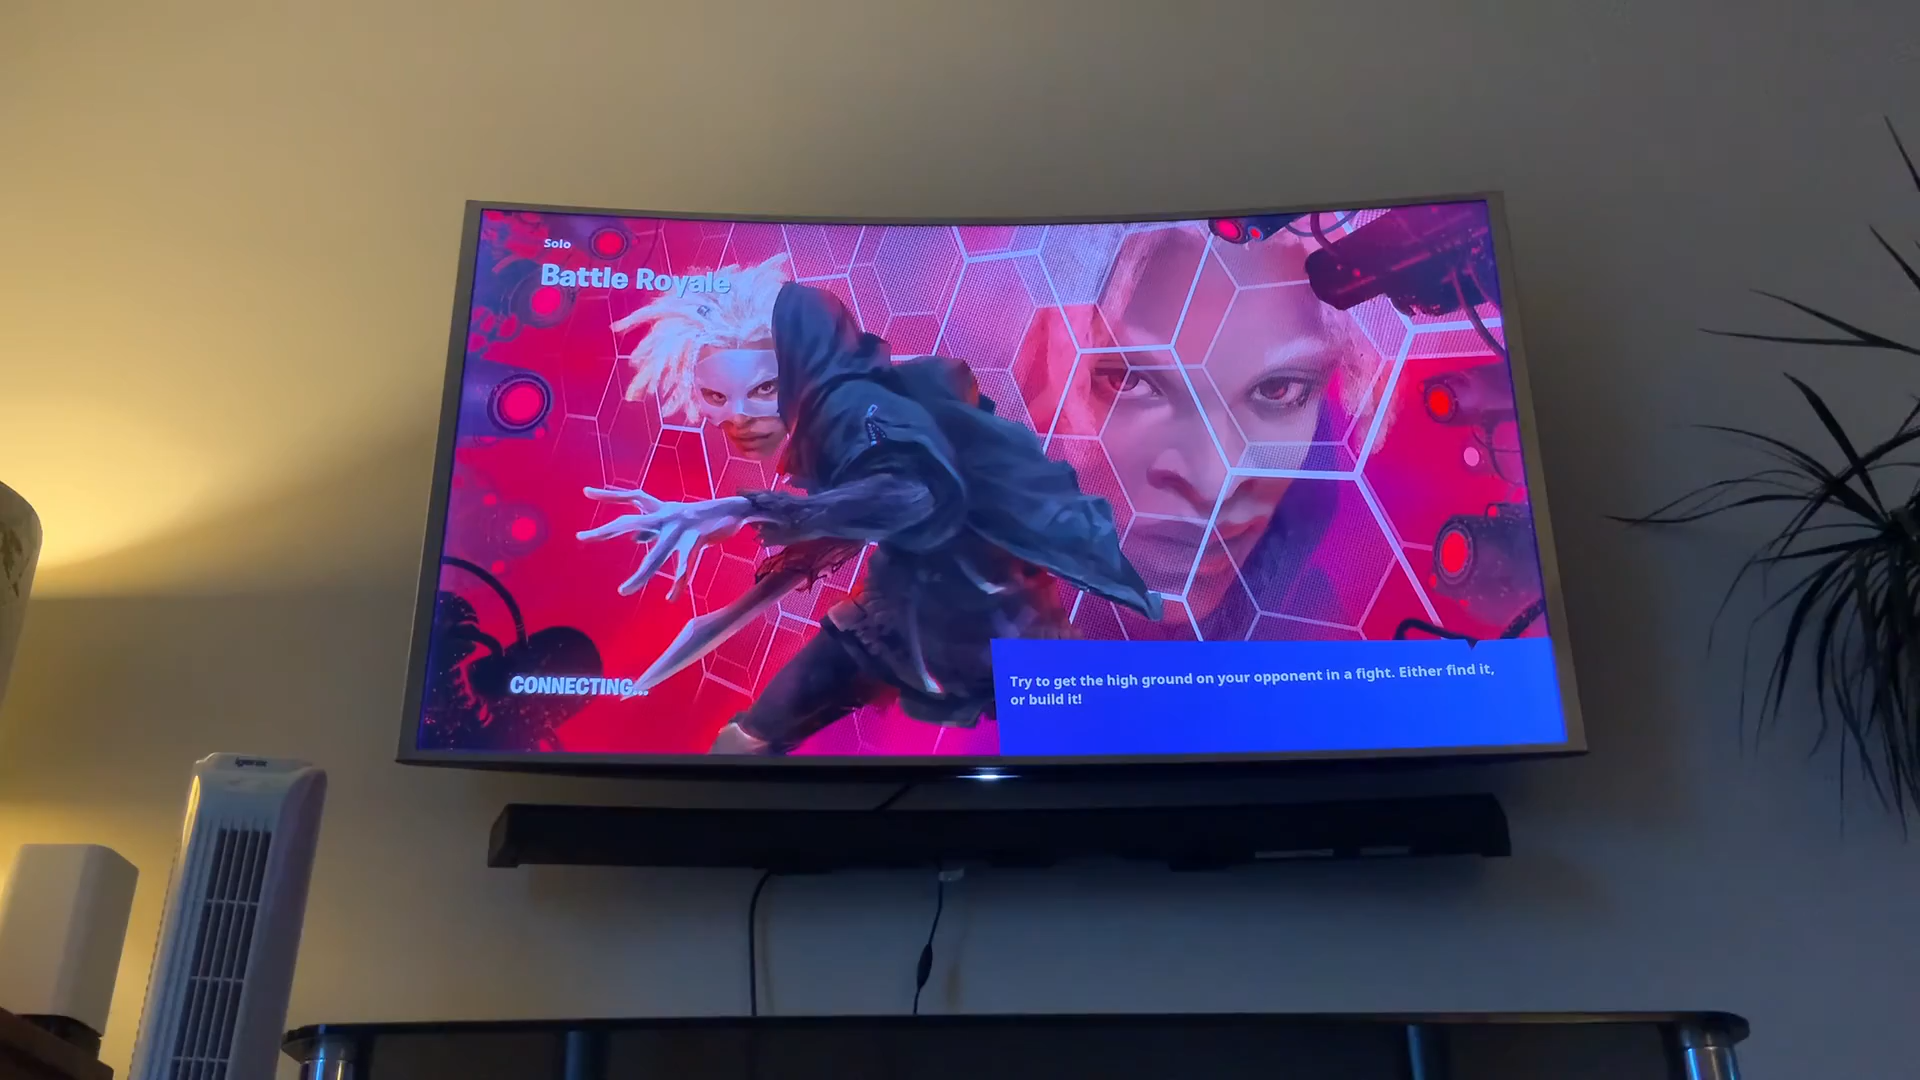 Solo
Battle Royale
CONNECTING...
Try to get the high ground on your opponent in a fight. Either find it,
or build it!